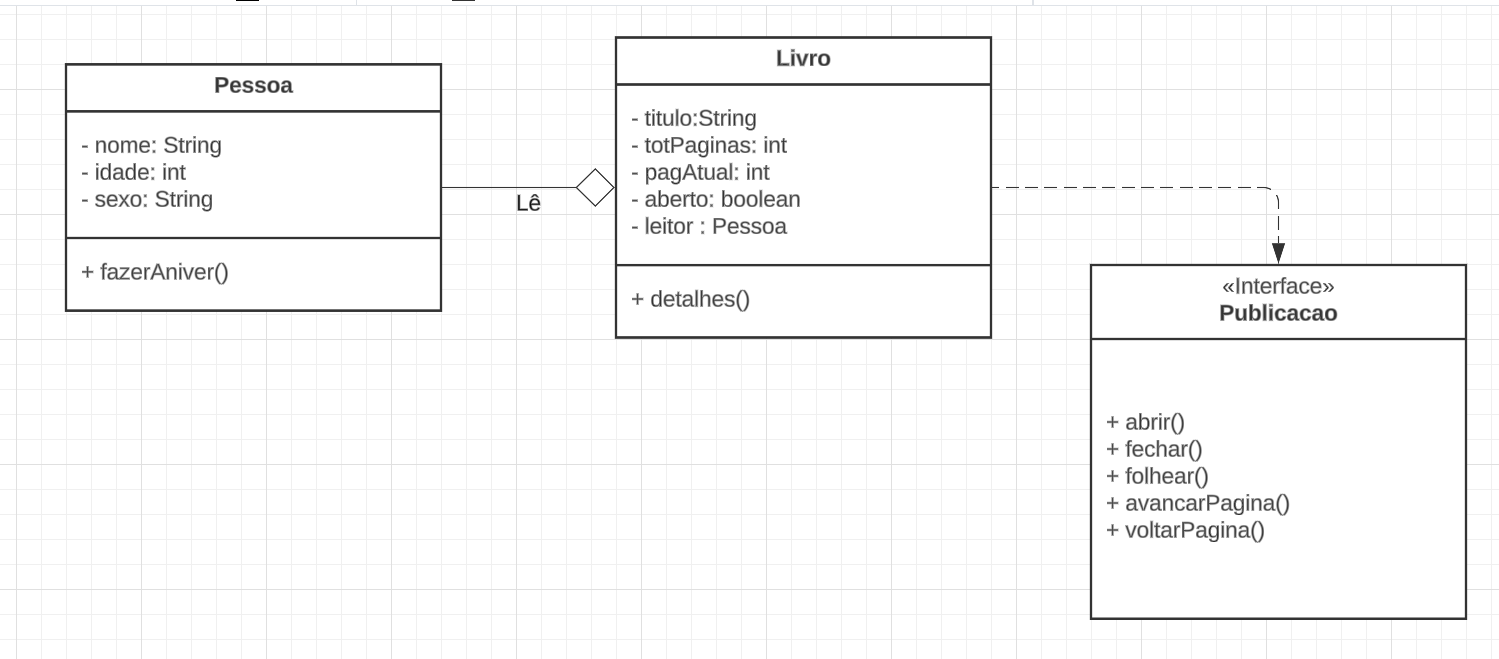 Pessoa
- nome: String
- idade: int
- sexo: String
+ fazerAniver()
Lê
Livro
- titulo:String
- totPaginas: int
- pagAtual: int
- aberto: boolean
- leitor : Pessoa
+ detalhes()
«Interface»
Publicacao
+ abrir()
+ fechar()
+ folhear()
+ avancarPagina()
+ voltarPagina()